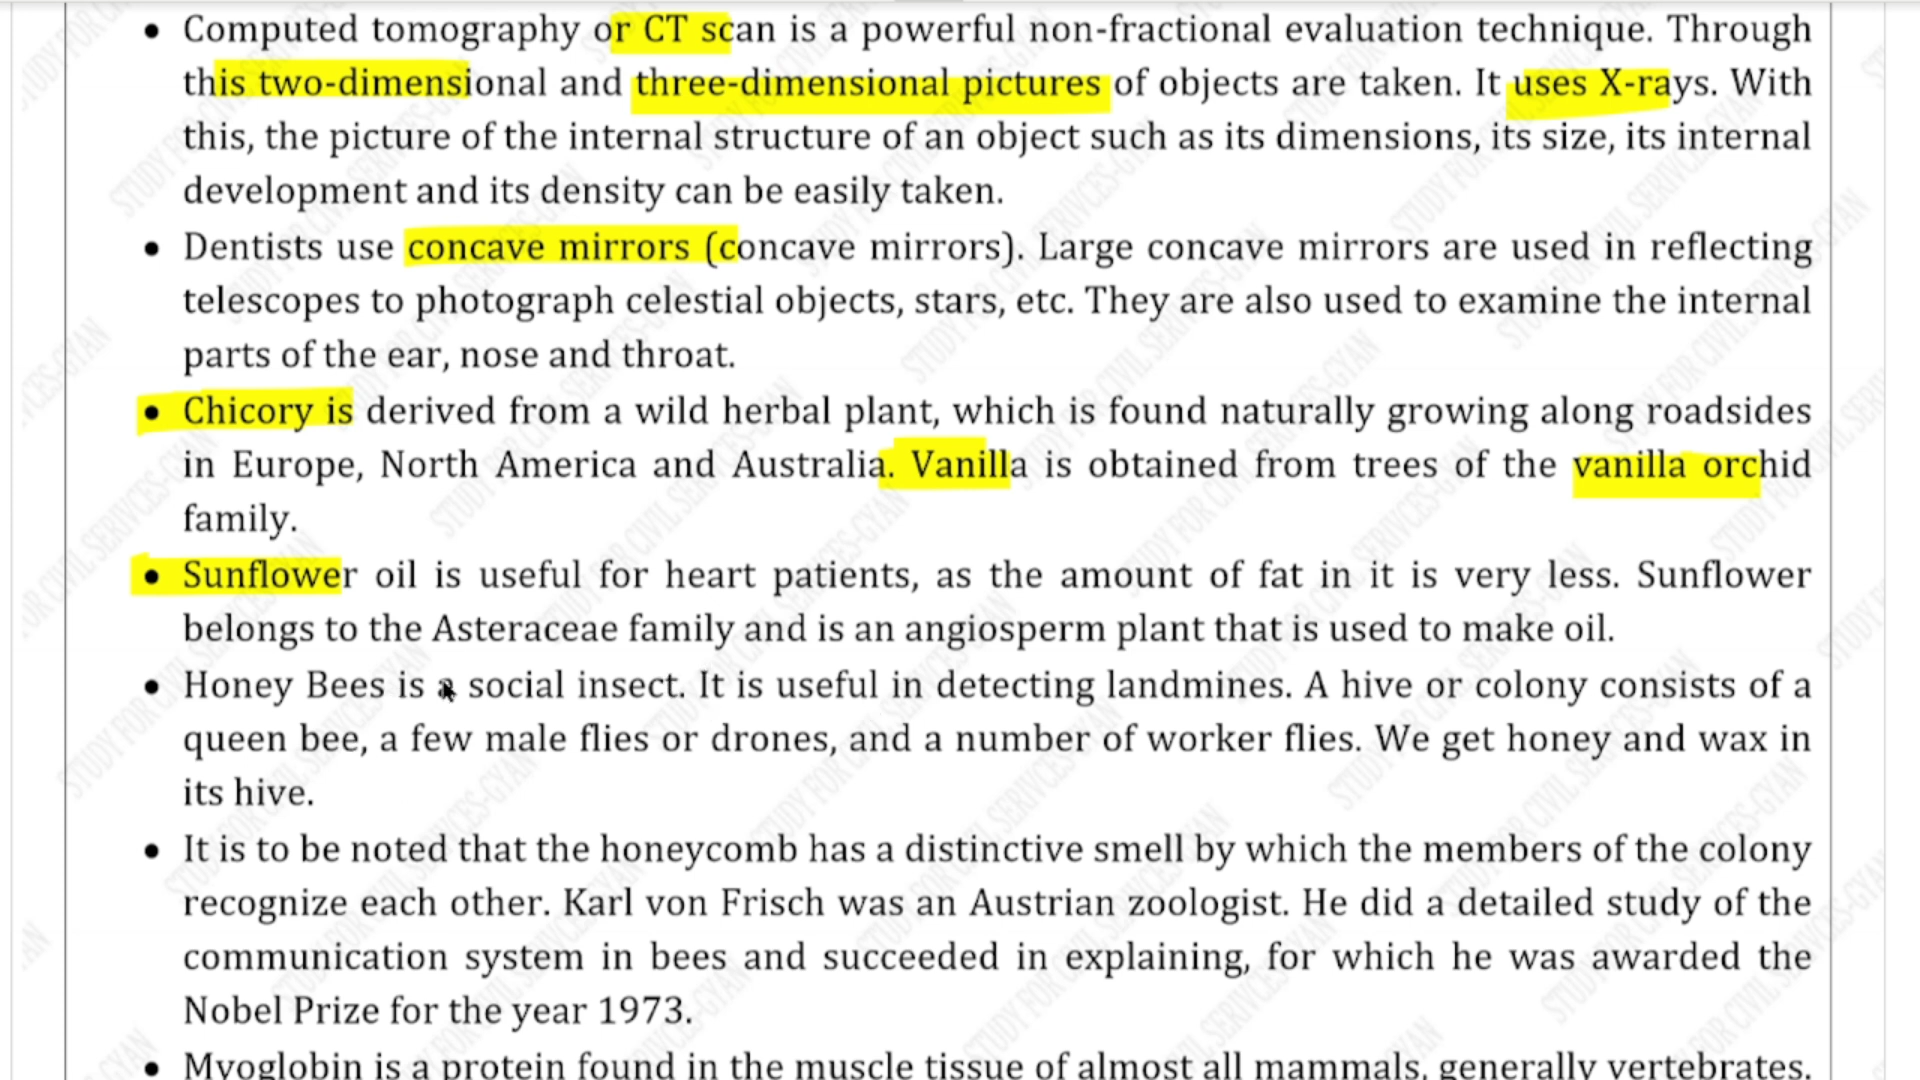 • Computed tomography or CT scan is a powerful non-fractional evaluation technique. Through
this two-dimensional and three-dimensional pictures of objects are taken. It uses X-rays. With
this, the picture of the internal structure of an object such as its dimensions, its size, its internal
development and its density can be easily taken.
• Dentists use concave mirrors (concave mirrors). Large concave mirrors are used in reflecting
telescopes to photograph celestial objects, stars, etc. They are also used to examine the internal
parts of the ear, nose and throat.
• Chicory is derived from a wild herbal plant, which is found naturally growing along roadsides
in Europe, North America and Australia. Vanilla is obtained from trees of the vanilla orchid
family.
• Sunflower oil is useful for heart patients, as the amount of fat in it is very less. Sunflower
belongs to the Asteraceae family and is an angiosperm plant that is used to make oil.
• Honey Bees is a social insect. It is useful in detecting landmines. A hive or colony consists of a
queen bee, a few male flies or drones, and a number of worker flies. We get honey and wax in
its hive.
• It is to be noted that the honeycomb has a distinctive smell by which the members of the colony
recognize each other. Karl von Frisch was an Austrian zoologist. He did a detailed study of the
communication system in bees and succeeded in explaining, for which he was awarded the
Nobel Prize for the year 1973.
• Myoglobin is a protein found in the muscle tissue of almost all mammals, generally vertebrates.
STUDY FOR CIVIL SERIVCES-GYAN